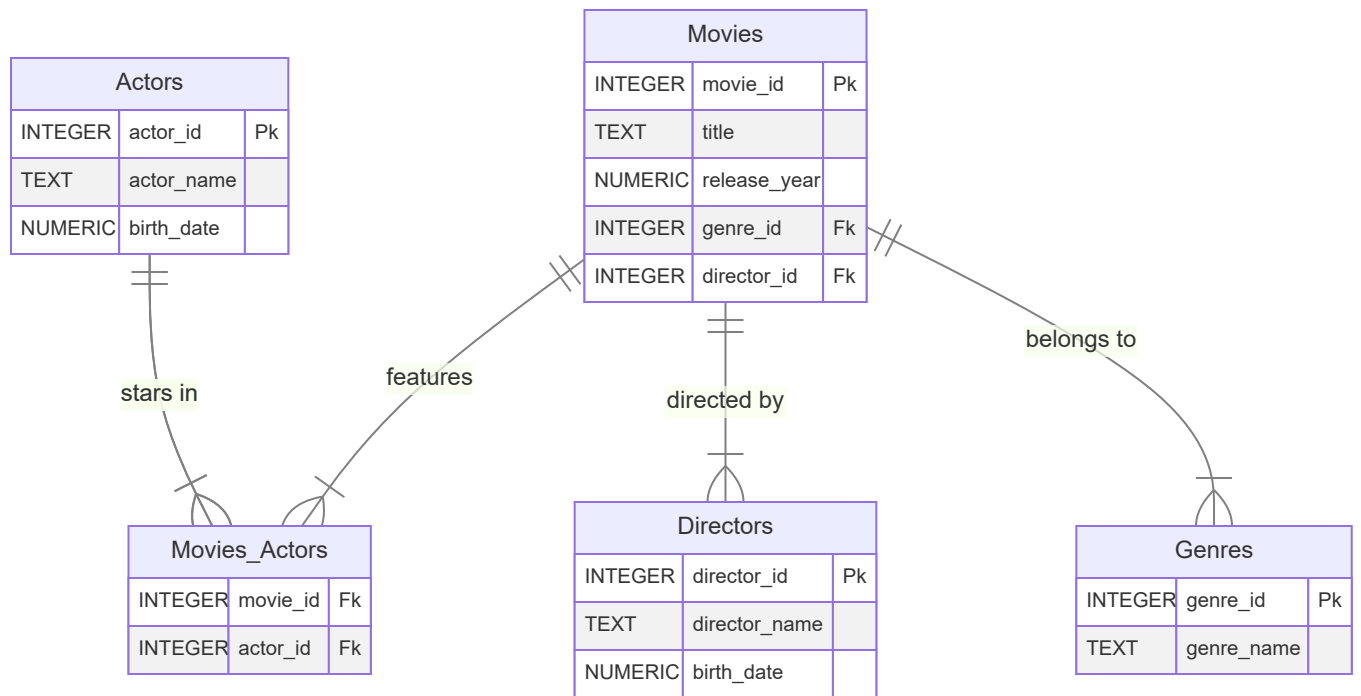 Actors
INTEGER actor_id Pk
TEXT actor_name
NUMERIC birth_date
Movies
INTEGER movie_id Pk
TEXT title
NUMERIC release_year
INTEGER genre_id Fk
INTEGER director_id Fk
stars in
features
directed by
belongs to
Movies_Actors
INTEGER movie_id Fk
INTEGER actor_id Fk
Directors
INTEGER director_id Pk
TEXT director_name
NUMERIC birth_date
Genres
INTEGER genre_id Pk
TEXT genre_name